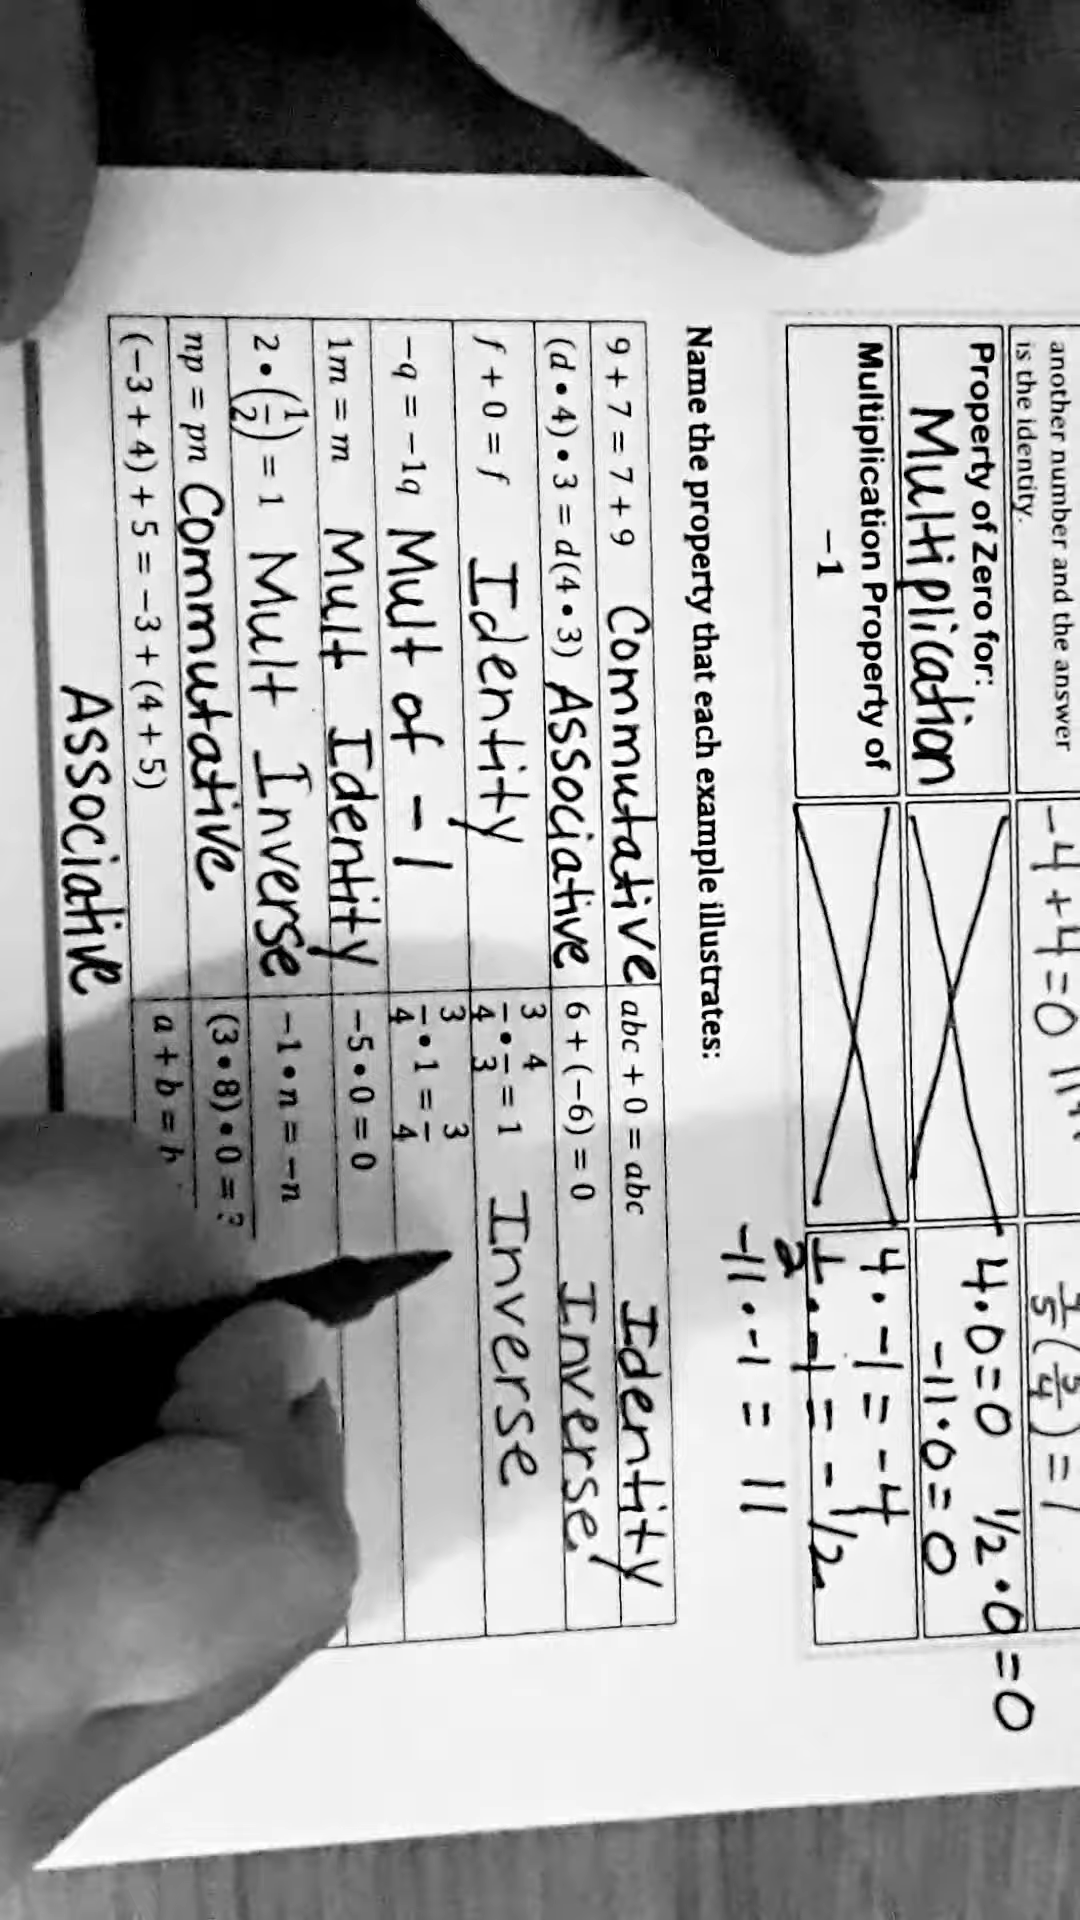 another number and the answer
is the identity.
-4 + 4 = 0
Property of Zero for:
Multiplication
4·0=0 1/2·0=0
-11·0=0
Multiplication Property of
-1
4·-1 = -4
1/2·-1 = -1/2
-11·-1 = 11
Name the property that each example illustrates:
9 + 7 = 7 + 9 Commutative
abc + 0 = abc Identity
(d • 4) • 3 = d(4 • 3) Associative
6 + (−6) = 0 Inverse
f + 0 = f Identity
3/4 • 4/3 = 1 Inverse
−q = −1q Mult of -1
3/4 • 1 = 3/4
1m = m Mult Identity
−5 • 0 = 0
2 • (1/2) = 1 Mult Inverse
−1 • n = −n
np = pn Commutative
(3 • 8) • 0 = ?
(−3 + 4) + 5 = −3 + (4 + 5)
Associative
a + b = b